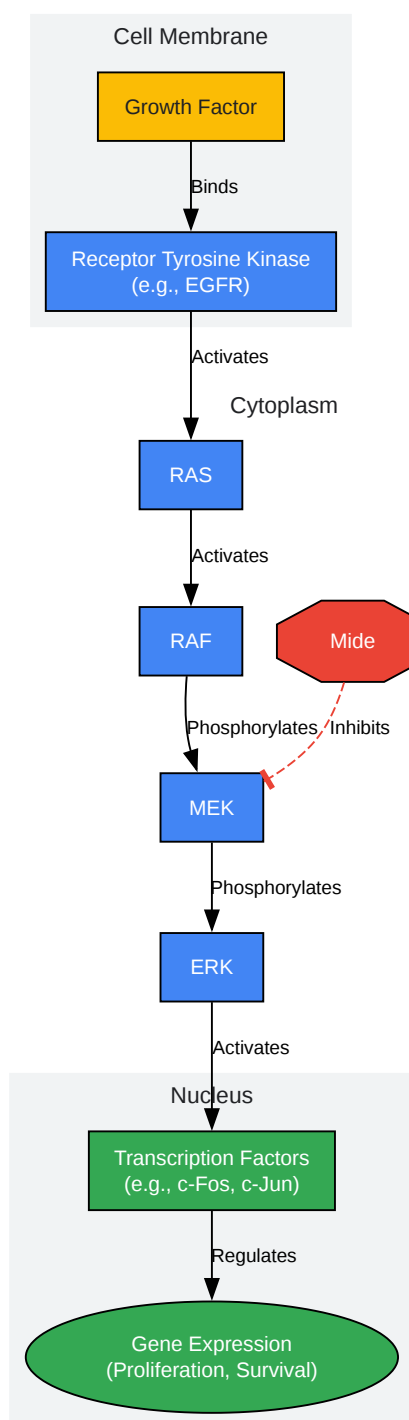 Cell Membrane
Growth Factor
Binds
Receptor Tyrosine Kinase
(e.g., EGFR)
Activates
Cytoplasm
RAS
Activates
RAF
Mide
Phosphorylates
Inhibits
MEK
Phosphorylates
ERK
Activates
Nucleus
Transcription Factors
(e.g., c-Fos, c-Jun)
Regulates
Gene Expression
(Proliferation, Survival)